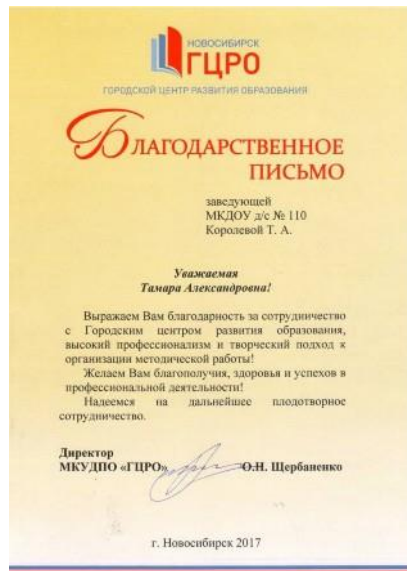 НОВОСИБИРСК
ГЦРО
ГОРОДСКОЙ ЦЕНТР РАЗВИТИЯ ОБРАЗОВАНИЯ
БЛАГОДАРСТВЕННОЕ
ПИСЬМО
заведующей
МКДОУ д/с № 110
Королевой Т. А.
Уважаемая
Тамара Александровна!
Выражаем Вам благодарность за сотрудничество
с Городским центром развития образования,
высокий профессионализм и творческий подход к
организации методической работы!
Желаем Вам благополучия, здоровья и успехов в
профессиональной деятельности!
Надеемся на дальнейшее плодотворное
сотрудничество.
Директор
МКУДПО «ГЦРО» О.Н. Щербаненко
г. Новосибирск 2017